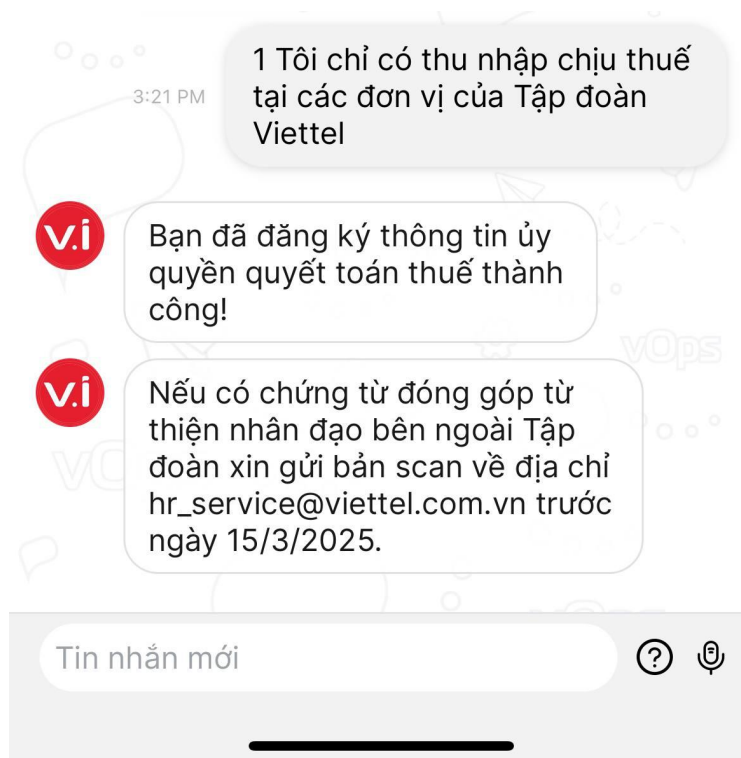 1 Tôi chỉ có thu nhập chịu thuế
3:21 PM
tại các đơn vị của Tập đoàn
Viettel
V.i
Bạn đã đăng ký thông tin ủy
quyền quyết toán thuế thành
công!
vOps
V.i
Nếu có chứng từ đóng góp từ
thiện nhân đạo bên ngoài Tập
đoàn xin gửi bản scan về địa chỉ
hr_service@viettel.com.vn trước
ngày 15/3/2025.
Tin nhắn mới